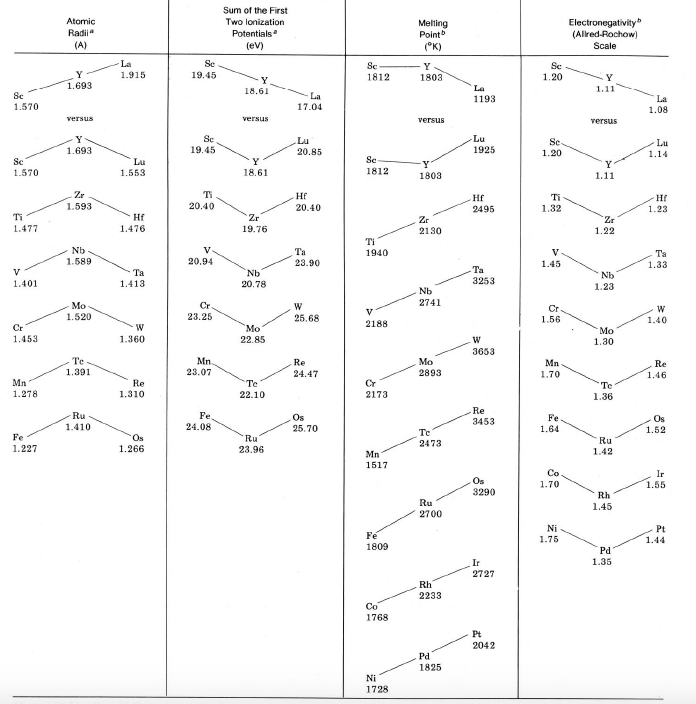 Atomic
Radii a
(A)
Sum of the First
Two Ionization
Potentials a
(eV)
Melting
Point b
(°K)
Electronegativity b
(Allred-Rochow)
Scale
Sc
1.570
Y
1.693
La
1.915
versus
Sc
1.570
Y
1.693
Lu
1.553
Ti
1.477
Zr
1.593
Hf
1.476
V
1.401
Nb
1.589
Ta
1.413
Cr
1.453
Mo
1.520
W
1.360
Mn
1.278
Tc
1.391
Re
1.310
Fe
1.227
Ru
1.410
Os
1.266
Sc
19.45
Y
18.61
La
17.04
versus
Sc
19.45
Y
18.61
Lu
20.85
Ti
20.40
Zr
19.76
Hf
20.40
V
20.94
Nb
20.78
Ta
23.90
Cr
23.25
Mo
22.85
W
25.68
Mn
23.07
Tc
22.10
Re
24.47
Fe
24.08
Ru
23.96
Os
25.70
Sc
1812
Y
1803
La
1193
versus
Sc
1812
Y
1803
Lu
1925
Ti
1940
Zr
2130
Hf
2495
V
2188
Nb
2741
Ta
3253
Cr
2173
Mo
2893
W
3653
Mn
1517
Tc
2473
Re
3453
Fe
1809
Ru
2700
Os
3290
Co
1768
Rh
2233
Ir
2727
Ni
1728
Pd
1825
Pt
2042
Sc
1.20
Y
1.11
La
1.08
versus
Sc
1.20
Y
1.11
Lu
1.14
Ti
1.32
Zr
1.22
Hf
1.23
V
1.45
Nb
1.23
Ta
1.33
Cr
1.56
Mo
1.30
W
1.40
Mn
1.70
Tc
1.36
Re
1.46
Fe
1.64
Ru
1.42
Os
1.52
Co
1.70
Rh
1.45
Ir
1.55
Ni
1.75
Pd
1.35
Pt
1.44